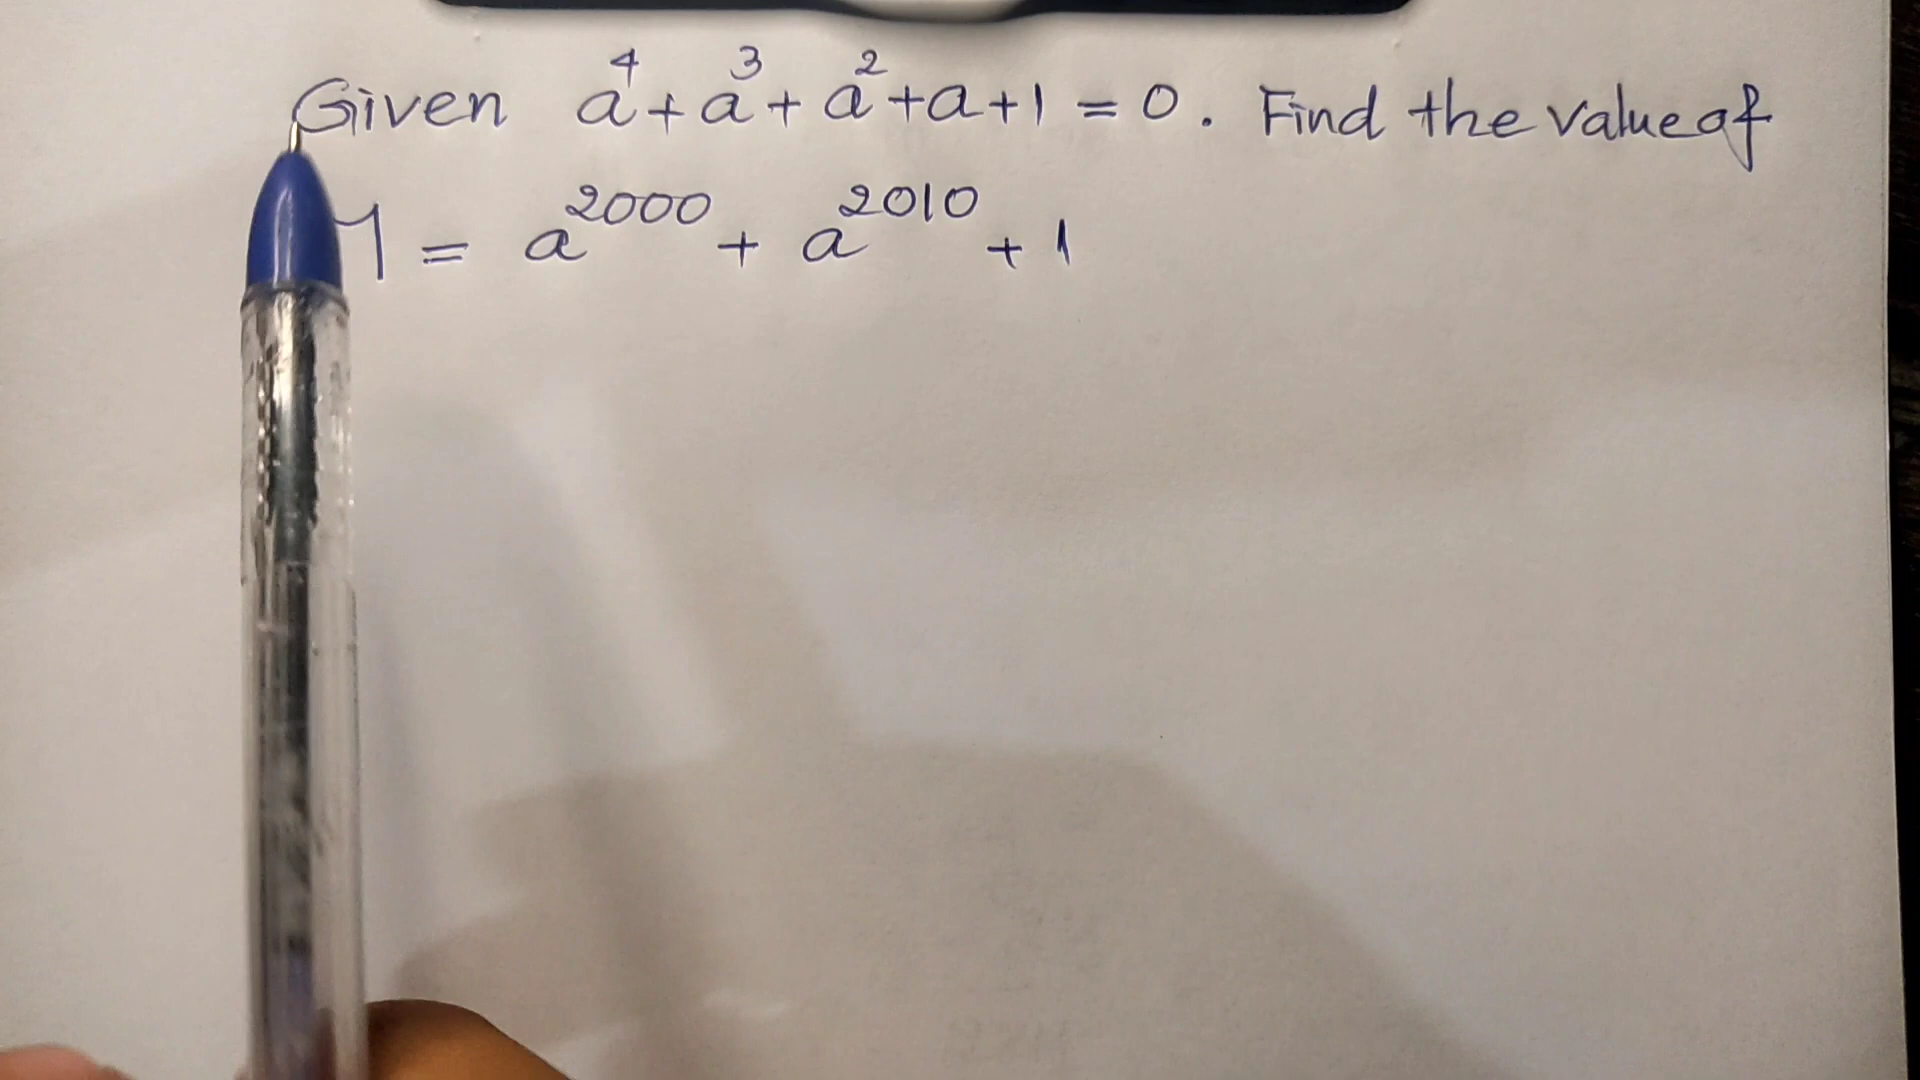 Given a⁴+a³+a²+a+1 = 0. Find the value of
Y = a²⁰⁰⁰ + a²⁰¹⁰ + 1